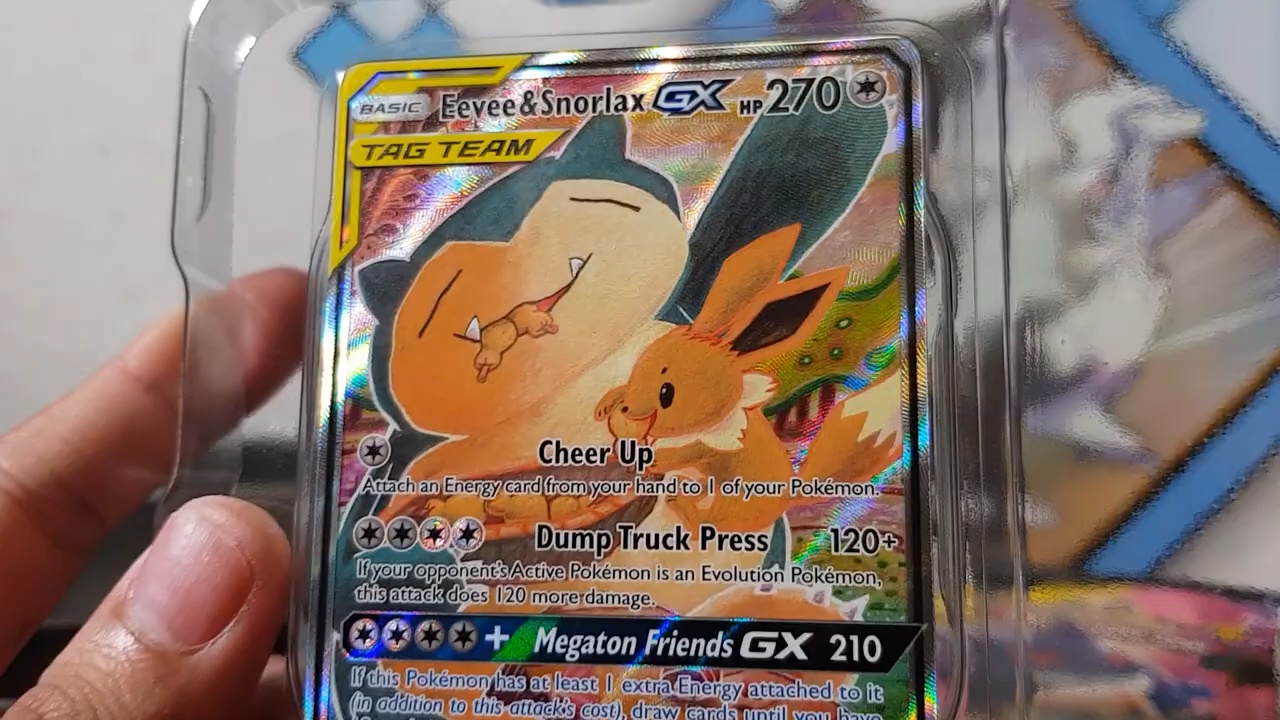 BASIC Eevee&Snorlax GX HP 270
TAG TEAM
Cheer Up
Attach an Energy card from your hand to 1 of your Pokémon.
Dump Truck Press 120+
If your opponent's Active Pokémon is an Evolution Pokémon,
this attack does 120 more damage.
+ Megaton Friends GX 210
If this Pokémon has at least 1 extra Energy attached to it
(in addition to this attack's cost), draw cards until you have